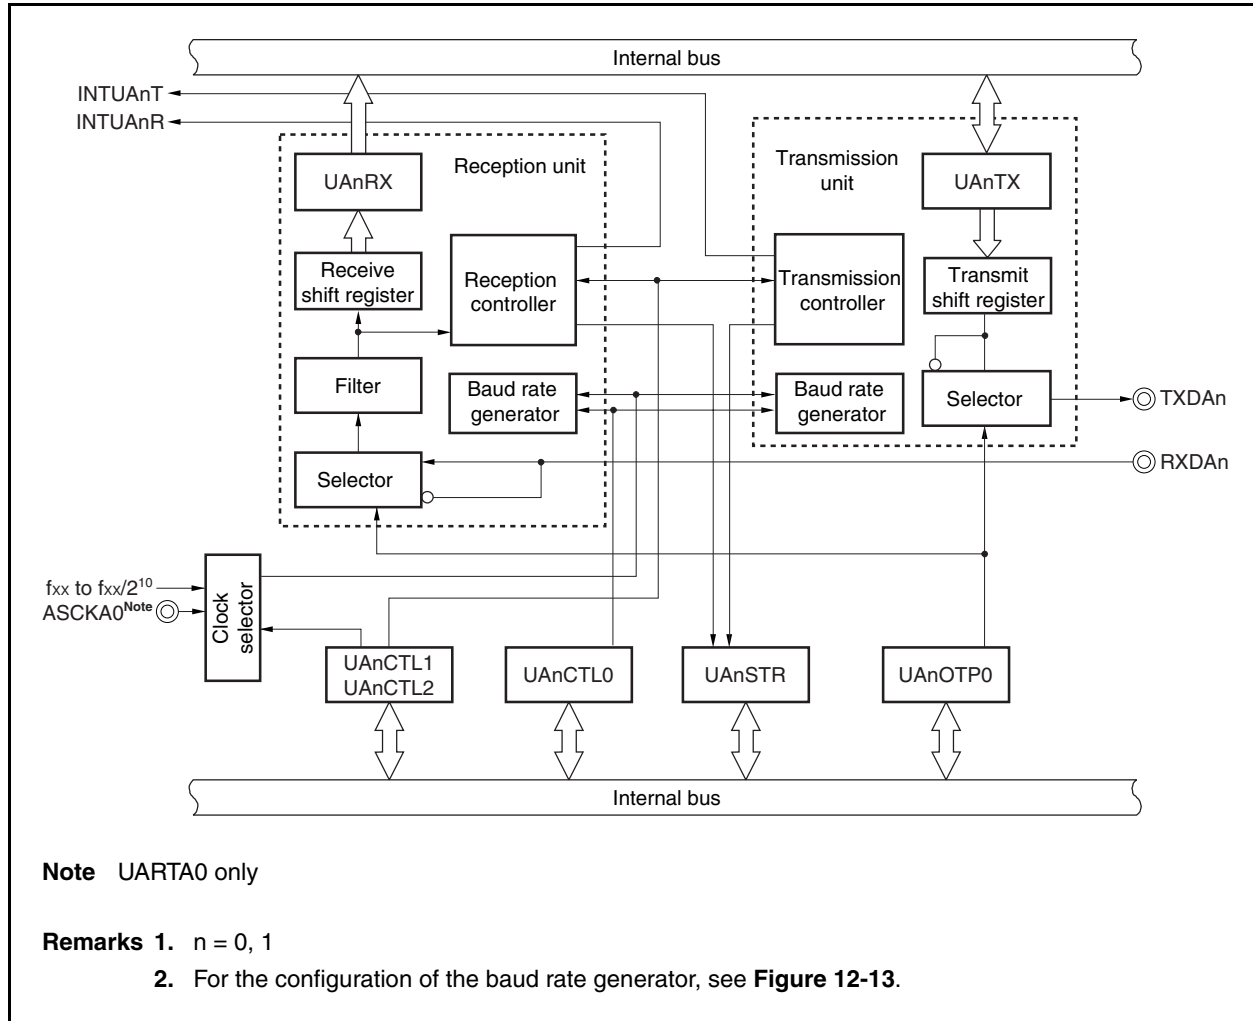 Internal bus
INTUAnT
INTUAnR
Reception unit
Transmission
unit
UAnRX
UAnTX
Receive
shift register
Reception
controller
Transmission
controller
Transmit
shift register
Filter
Baud rate
generator
Baud rate
generator
Selector
TXDAn
Selector
RXDAn
fxx to fxx/2¹⁰
ASCKA0Note
Clock
selector
UAnCTL1
UAnCTL2
UAnCTL0
UAnSTR
UAnOTP0
Internal bus
Note UARTA0 only
Remarks 1. n = 0, 1
2. For the configuration of the baud rate generator, see Figure 12-13.